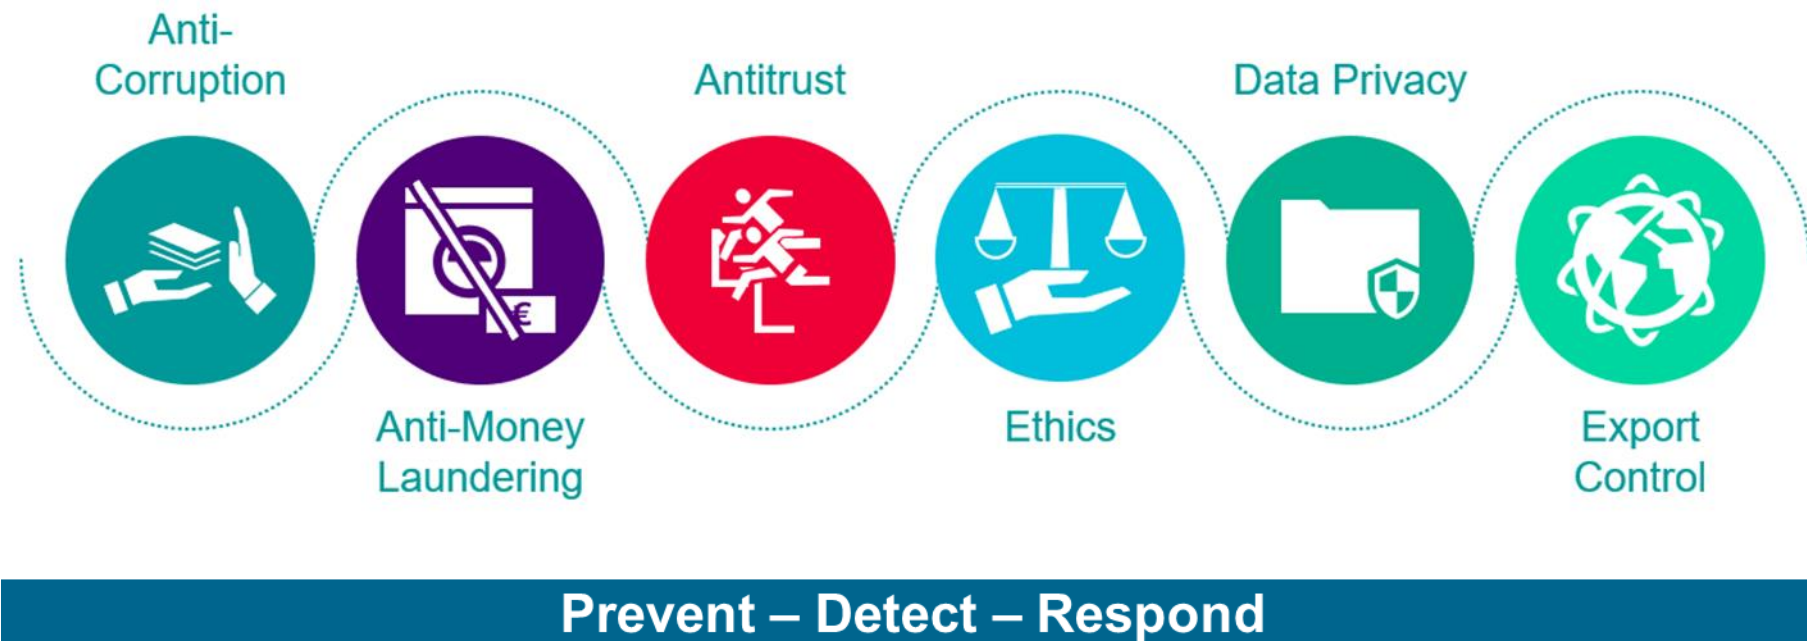 Anti-
Corruption
Antitrust
Data Privacy
€
Anti-Money
Laundering
Ethics
Export
Control
Prevent – Detect – Respond